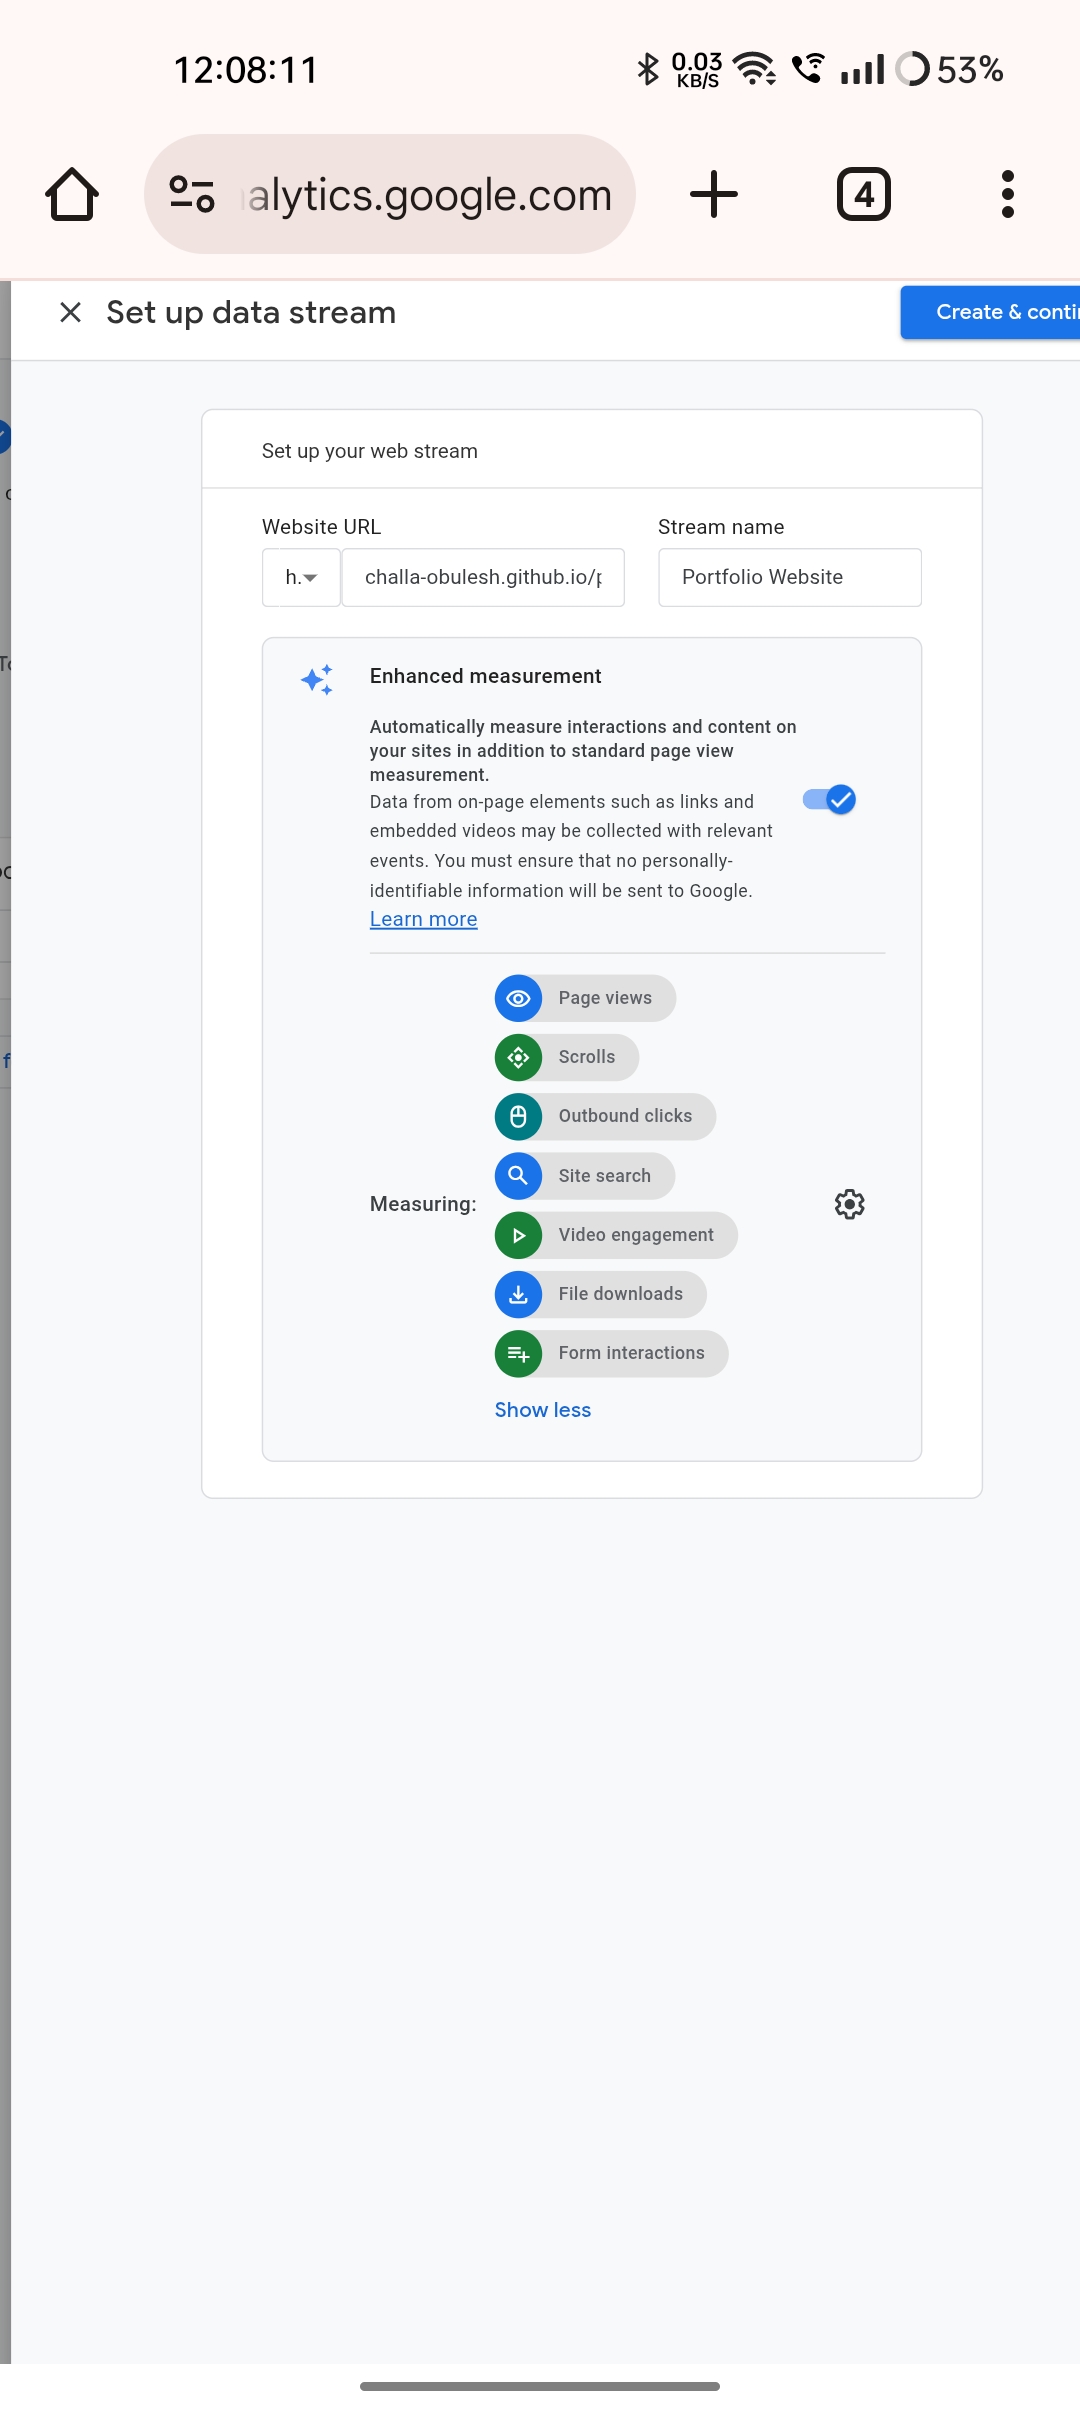 12:08:11
0.03
KB/S
53%
alytics.google.com
4
Set up data stream
Create & conti
Set up your web stream
Website URL
Stream name
h.
challa-obulesh.github.io/p
Portfolio Website
Enhanced measurement
Automatically measure interactions and content on
your sites in addition to standard page view
measurement.
Data from on-page elements such as links and
embedded videos may be collected with relevant
events. You must ensure that no personally-
identifiable information will be sent to Google.
Learn more
Page views
Scrolls
Outbound clicks
Site search
Measuring:
Video engagement
File downloads
Form interactions
Show less